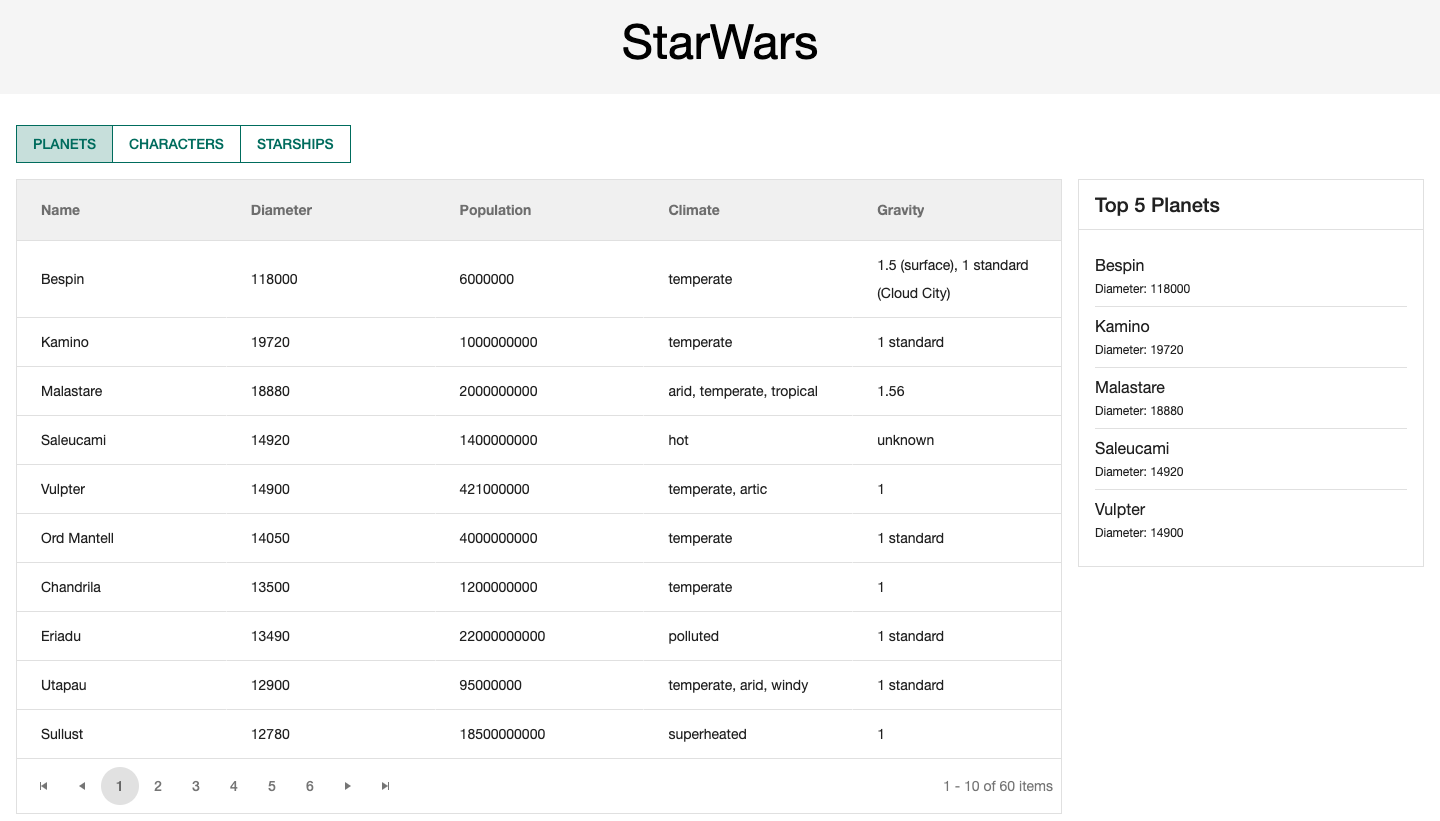 StarWars
PLANETS CHARACTERS STARSHIPS
Name Diameter Population Climate Gravity
Bespin 118000 6000000 temperate 1.5 (surface), 1 standard
(Cloud City)
Kamino 19720 1000000000 temperate 1 standard
Malastare 18880 2000000000 arid, temperate, tropical 1.56
Saleucami 14920 1400000000 hot unknown
Vulpter 14900 421000000 temperate, artic 1
Ord Mantell 14050 4000000000 temperate 1 standard
Chandrila 13500 1200000000 temperate 1
Eriadu 13490 22000000000 polluted 1 standard
Utapau 12900 95000000 temperate, arid, windy 1 standard
Sullust 12780 18500000000 superheated 1
1 2 3 4 5 6 1 - 10 of 60 items
Top 5 Planets
Bespin
Diameter: 118000
Kamino
Diameter: 19720
Malastare
Diameter: 18880
Saleucami
Diameter: 14920
Vulpter
Diameter: 14900